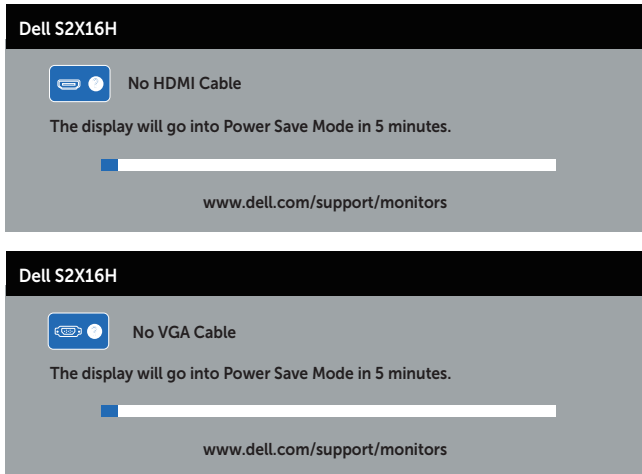 Dell S2X16H
No HDMI Cable
The display will go into Power Save Mode in 5 minutes.
www.dell.com/support/monitors
Dell S2X16H
No VGA Cable
The display will go into Power Save Mode in 5 minutes.
www.dell.com/support/monitors